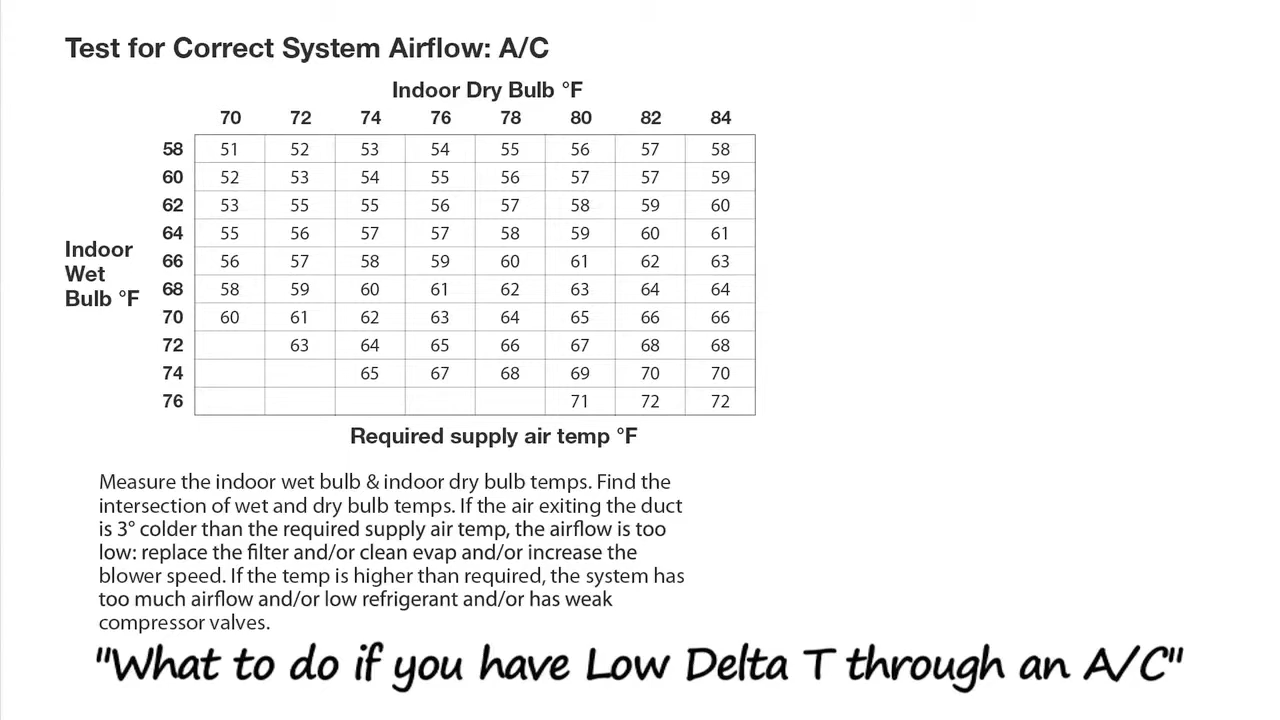 Test for Correct System Airflow: A/C
Indoor Dry Bulb °F
70 72 74 76 78 80 82 84
58 51 52 53 54 55 56 57 58
60 52 53 54 55 56 57 57 59
62 53 55 55 56 57 58 59 60
64 55 56 57 57 58 59 60 61
Indoor
Wet
Bulb °F
66 56 57 58 59 60 61 62 63
68 58 59 60 61 62 63 64 64
70 60 61 62 63 64 65 66 66
72 63 64 65 66 67 68 68
74 65 67 68 69 70 70
76 71 72 72
Required supply air temp °F
Measure the indoor wet bulb & indoor dry bulb temps. Find the
intersection of wet and dry bulb temps. If the air exiting the duct
is 3° colder than the required supply air temp, the airflow is too
low: replace the filter and/or clean evap and/or increase the
blower speed. If the temp is higher than required, the system has
too much airflow and/or low refrigerant and/or has weak
compressor valves.
"What to do if you have Low Delta T through an A/C"